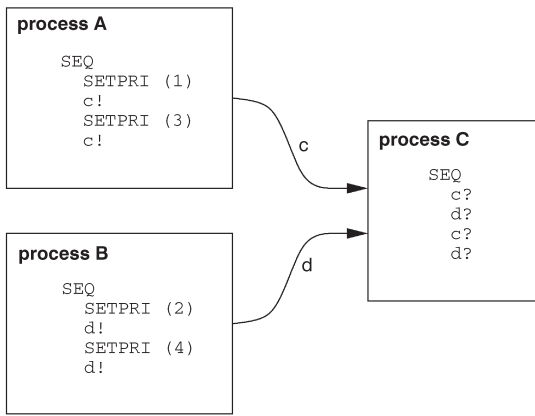 process A
SEQ
SETPRI (1)
c!
SETPRI (3)
c!
c
process B
SEQ
SETPRI (2)
d!
SETPRI (4)
d!
d
process C
SEQ
c?
d?
c?
d?